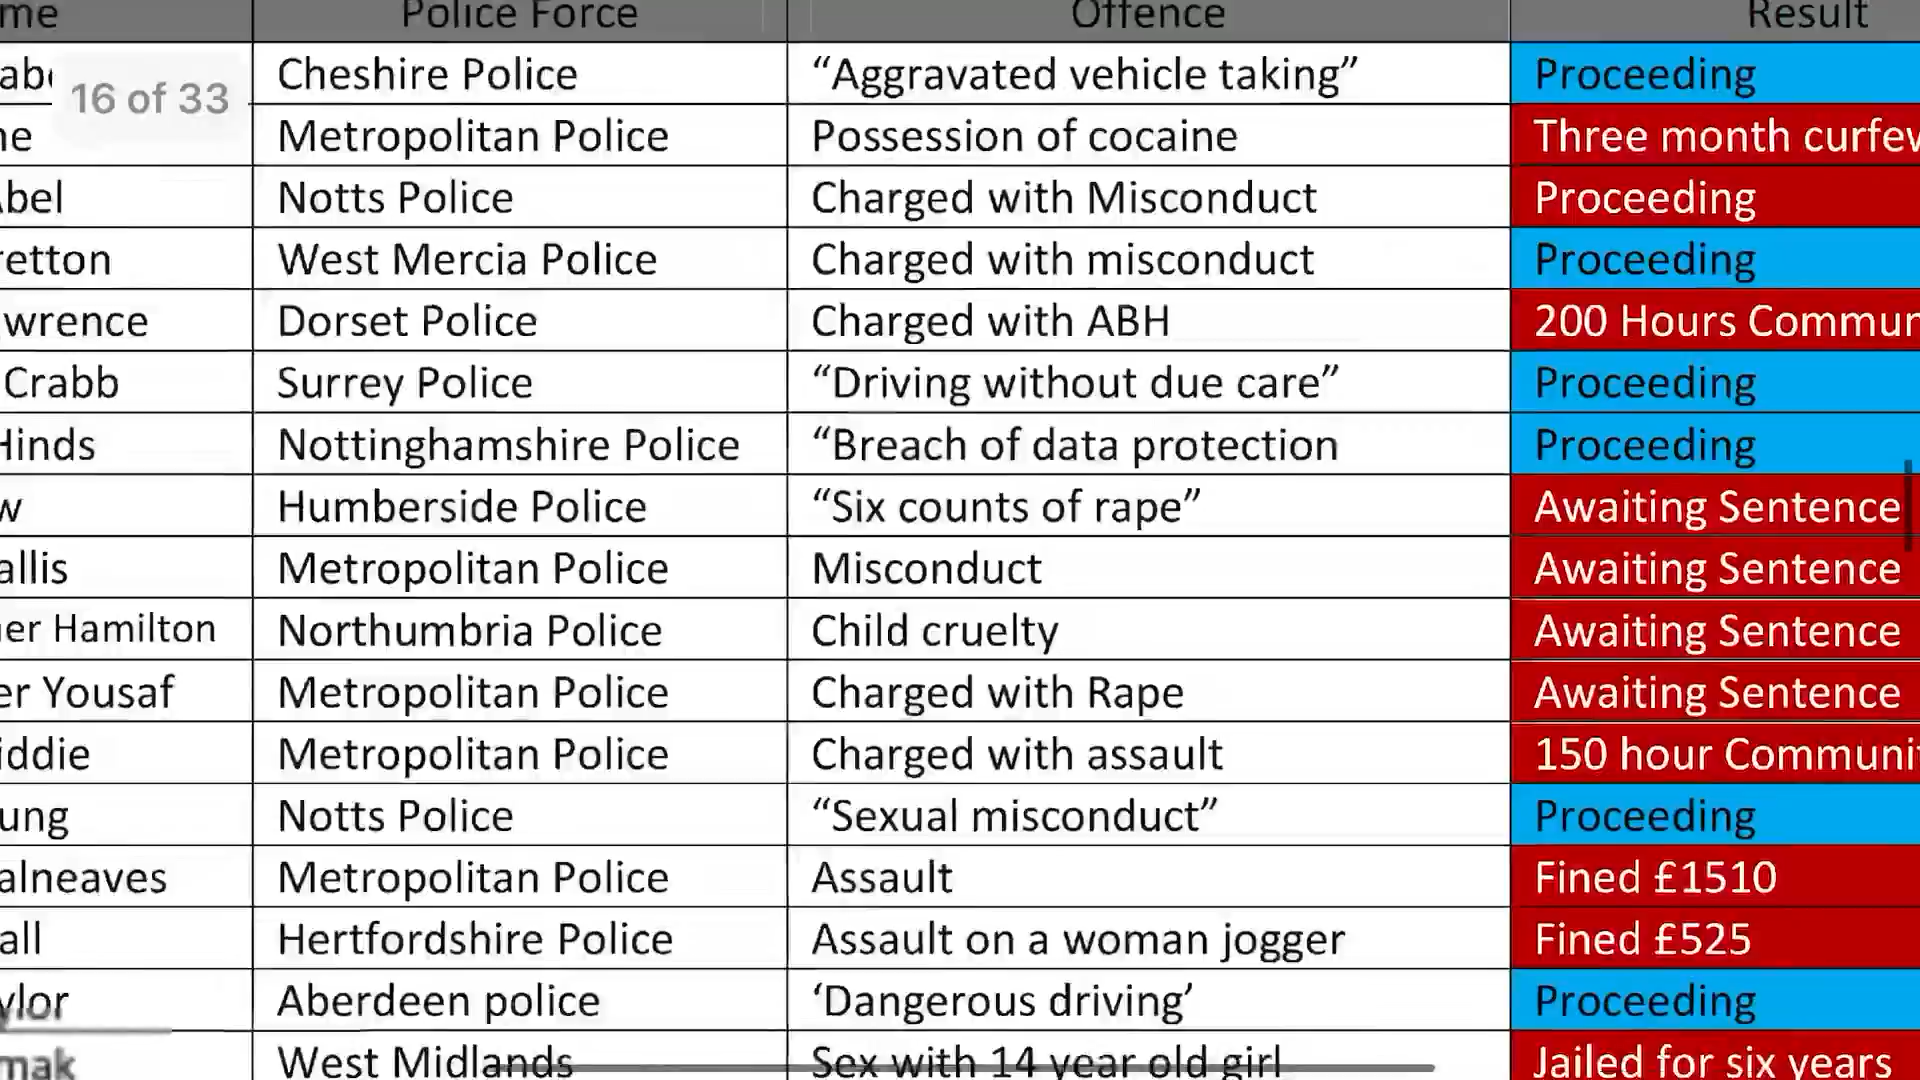 me Police Force Offence Result
abe Cheshire Police “Aggravated vehicle taking” Proceeding
16 of 33
ne Metropolitan Police Possession of cocaine Three month curfew
Abel Notts Police Charged with Misconduct Proceeding
retton West Mercia Police Charged with misconduct Proceeding
wrence Dorset Police Charged with ABH 200 Hours Commun
Crabb Surrey Police “Driving without due care” Proceeding
Hinds Nottinghamshire Police “Breach of data protection Proceeding
w Humberside Police “Six counts of rape” Awaiting Sentence
allis Metropolitan Police Misconduct Awaiting Sentence
her Hamilton Northumbria Police Child cruelty Awaiting Sentence
er Yousaf Metropolitan Police Charged with Rape Awaiting Sentence
iddie Metropolitan Police Charged with assault 150 hour Communi
ung Notts Police “Sexual misconduct” Proceeding
alneaves Metropolitan Police Assault Fined £1510
all Hertfordshire Police Assault on a woman jogger Fined £525
ylor Aberdeen police ‘Dangerous driving’ Proceeding
mak West Midlands Sex with 14 year old girl Jailed for six years